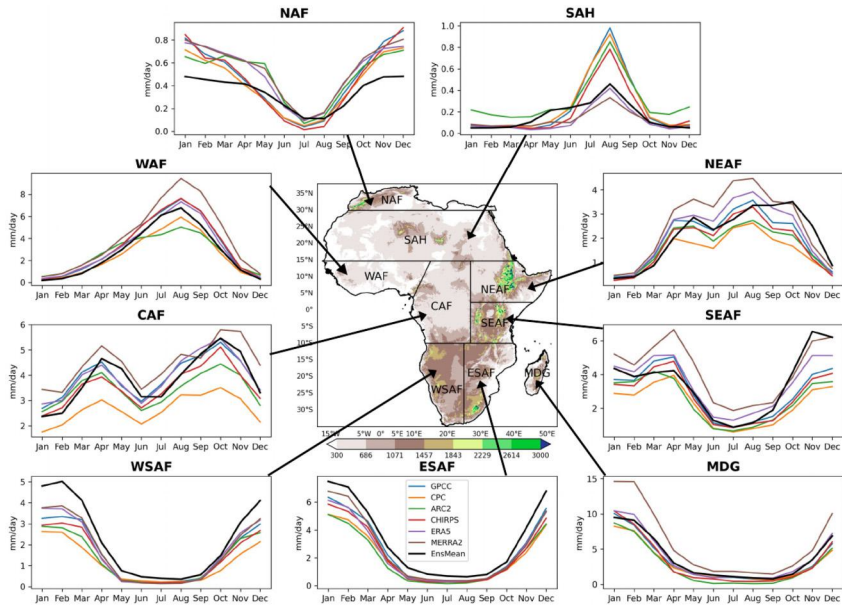 NAF
mm/day
0.8
0.6
0.4
0.2
0.0
Jan Feb Mar Apr May Jun Jul Aug Sep Oct Nov Dec
SAH
mm/day
1.0
0.8
0.6
0.4
0.2
0.0
Jan Feb Mar Apr May Jun Jul Aug Sep Oct Nov Dec
WAF
mm/day
8
6
4
2
0
Jan Feb Mar Apr May Jun Jul Aug Sep Oct Nov Dec
NEAF
mm/day
4
3
2
1
Jan Feb Mar Apr May Jun Jul Aug Sep Oct Nov Dec
CAF
mm/day
5
4
3
2
Jan Feb Mar Apr May Jun Jul Aug Sep Oct Nov Dec
SEAF
mm/day
6
4
2
Jan Feb Mar Apr May Jun Jul Aug Sep Oct Nov Dec
35°N
30°N
25°N
20°N
15°N
10°N
5°N
0°
5°S
10°S
15°S
20°S
25°S
30°S
NAF
SAH
WAF
NEAF
CAF
SEAF
WSAF
ESAF
MDG
15°W 5°W 0° 5°E 10°E 20°E 30°E 40°E 50°E
300 686 1071 1457 1843 2229 2614 3000
WSAF
mm/day
5
4
3
2
1
0
Jan Feb Mar Apr May Jun Jul Aug Sep Oct Nov Dec
ESAF
mm/day
7
6
5
4
3
2
1
0
GPCC
CPC
ARC2
CHIRPS
ERA5
MERRA2
EnsMean
Jan Feb Mar Apr May Jun Jul Aug Sep Oct Nov Dec
MDG
mm/day
15
10
5
0
Jan Feb Mar Apr May Jun Jul Aug Sep Oct Nov Dec